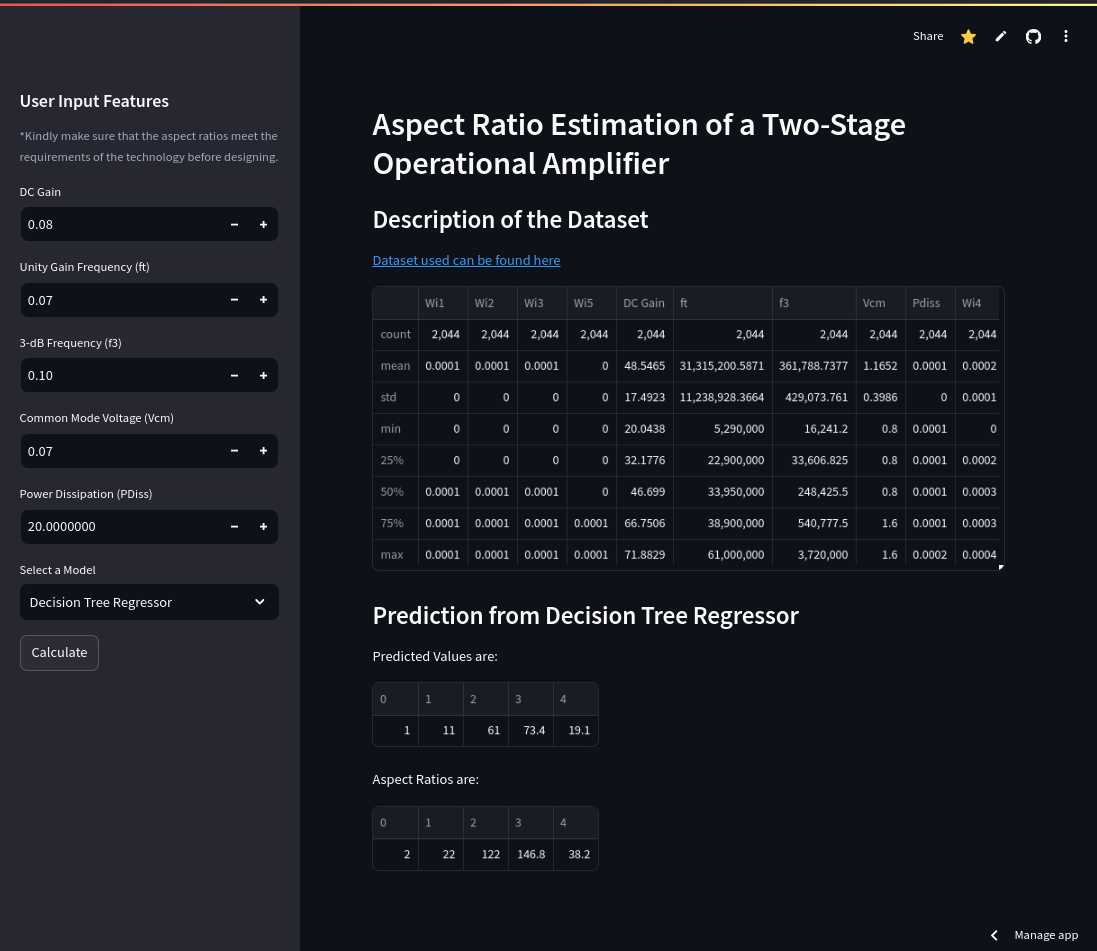 Share
User Input Features
*Kindly make sure that the aspect ratios meet the
requirements of the technology before designing.
DC Gain
0.08
Unity Gain Frequency (ft)
0.07
3-dB Frequency (f3)
0.10
Common Mode Voltage (Vcm)
0.07
Power Dissipation (PDiss)
20.0000000
Select a Model
Decision Tree Regressor
Calculate
Aspect Ratio Estimation of a Two-Stage
Operational Amplifier
Description of the Dataset
Dataset used can be found here
Wi1 Wi2 Wi3 Wi5 DC Gain ft f3 Vcm Pdiss Wi4
count 2,044 2,044 2,044 2,044 2,044 2,044 2,044 2,044 2,044 2,044
mean 0.0001 0.0001 0.0001 0 48.5465 31,315,200.5871 361,788.7377 1.1652 0.0001 0.0002
std 0 0 0 0 17.4923 11,238,928.3664 429,073.761 0.3986 0 0.0001
min 0 0 0 0 20.0438 5,290,000 16,241.2 0.8 0.0001 0
25% 0 0 0 0 32.1776 22,900,000 33,606.825 0.8 0.0001 0.0002
50% 0.0001 0.0001 0.0001 0 46.699 33,950,000 248,425.5 0.8 0.0001 0.0003
75% 0.0001 0.0001 0.0001 0.0001 66.7506 38,900,000 540,777.5 1.6 0.0001 0.0003
max 0.0001 0.0001 0.0001 0.0001 71.8829 61,000,000 3,720,000 1.6 0.0002 0.0004
Prediction from Decision Tree Regressor
Predicted Values are:
0 1 2 3 4
1 11 61 73.4 19.1
Aspect Ratios are:
0 1 2 3 4
2 22 122 146.8 38.2
Manage app